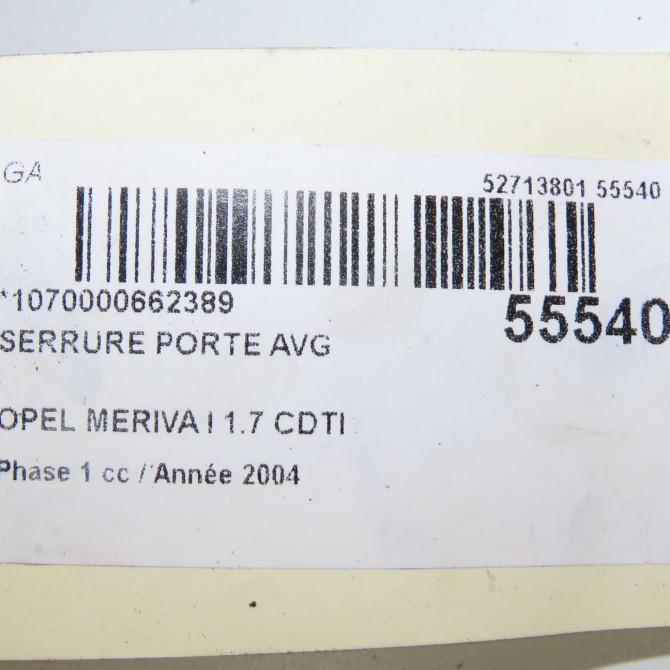 GA
52713801 55540
*1070000662389
55540
SERRURE PORTE AVG
OPEL MERIVA I 1.7 CDTI
Phase 1 cc / Année 2004